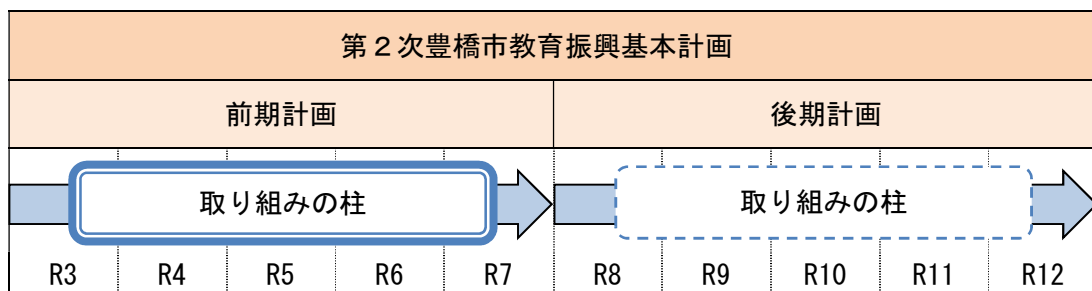 第２次豊橋市教育振興基本計画
前期計画
後期計画
取り組みの柱
取り組みの柱
R3 R4 R5 R6 R7 R8 R9 R10 R11 R12